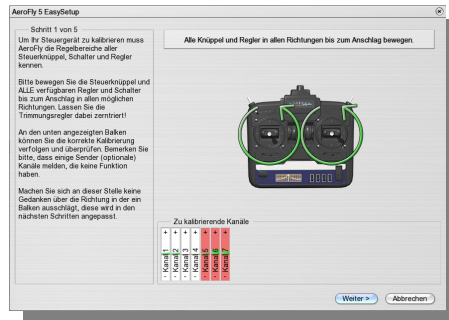 AeroFly 5 EasySetup
Schritt 1 von 5
Um Ihr Steuergerät zu kalibrieren muss
AeroFly die Regelbereiche aller
Steuerknüppel, Schalter und Regler
kennen.
Bitte bewegen Sie die Steuerknüppel und
ALLE verfügbaren Regler und Schalter
bis zum Anschlag in allen möglichen
Richtungen. Lassen Sie die
Trimmungsregler dabei zerntriert!
An den unten angezeigten Balken
können Sie die korrekte Kalibrierung
verfolgen und überprüfen. Bemerken Sie
bitte, dass einige Sender (optionale)
Kanäle melden, die keine Funktion
haben.
Machen Sie sich an dieser Stelle keine
Gedanken über die Richtung in der ein
Balken ausschlägt, diese wird in den
nächsten Schritten angepasst.
Alle Knüppel und Regler in allen Richtungen bis zum Anschlag bewegen.
Zu kalibrierende Kanäle
- Kanal 1 +
- Kanal 2 +
- Kanal 3 +
- Kanal 4 +
- Kanal 5 +
- Kanal 6 +
- Kanal 7 +
Weiter >
Abbrechen